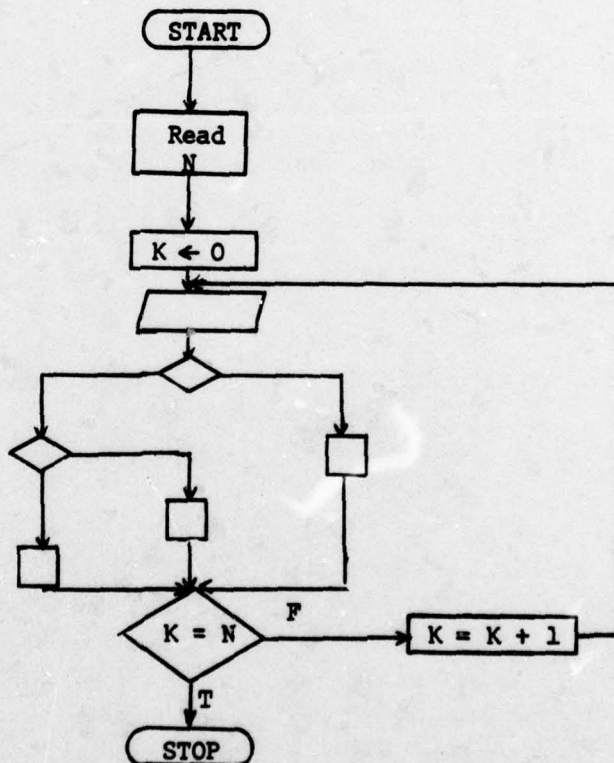 START
Read
N
K ← 0
K = N
F
K = K + 1
T
STOP